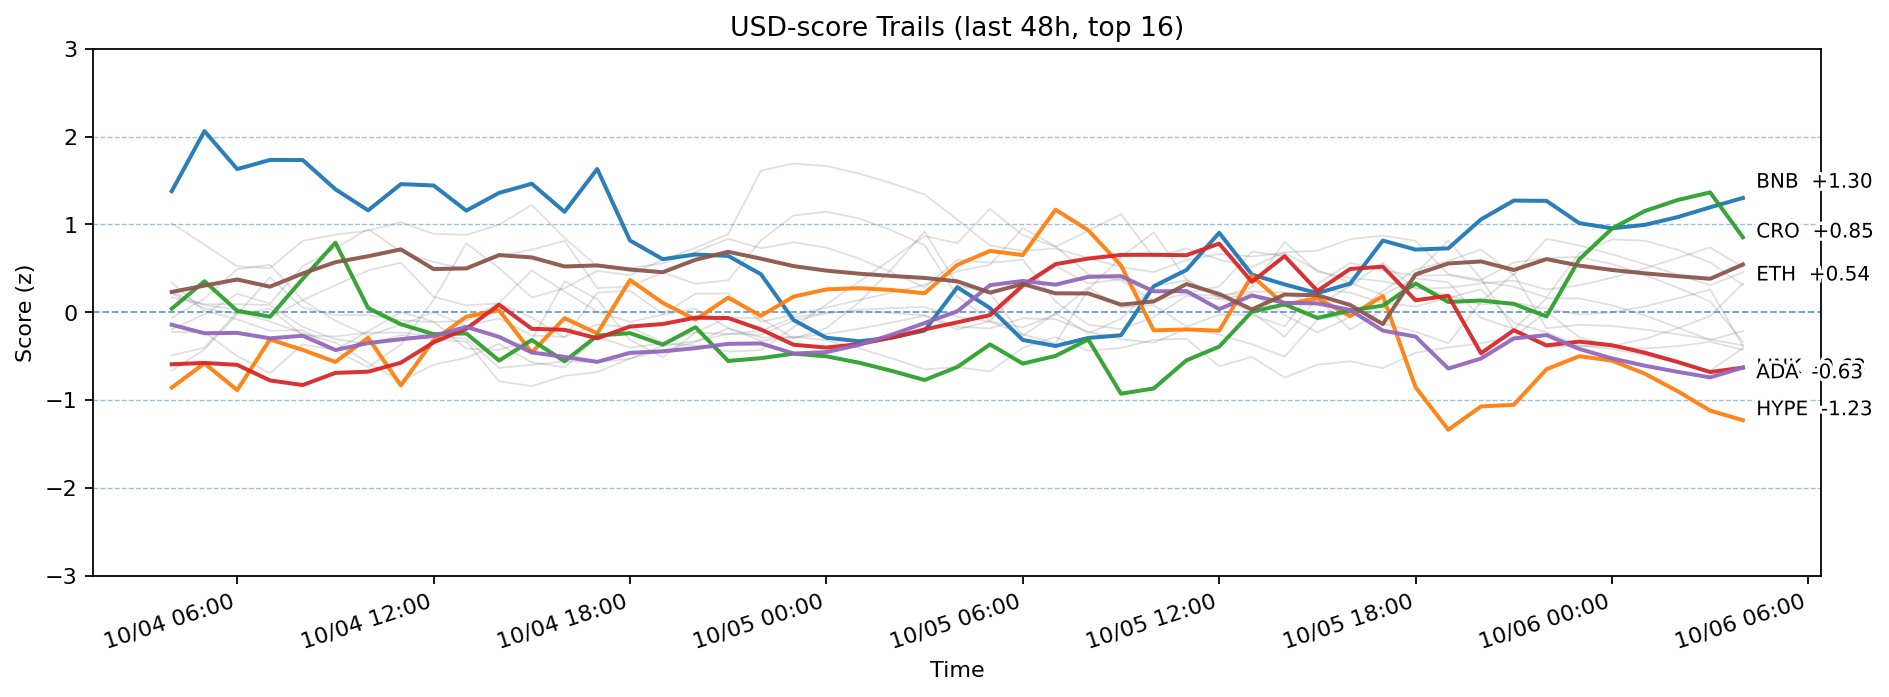 USD-score Trails (last 48h, top 16)
Score (z)
3
2
1
0
−1
−2
−3
BNB +1.30
CRO +0.85
ETH +0.54
ADA -0.63
HYPE -1.23
10/04 06:00
10/04 12:00
10/04 18:00
10/05 00:00
10/05 06:00
10/05 12:00
10/05 18:00
10/06 00:00
10/06 06:00
Time